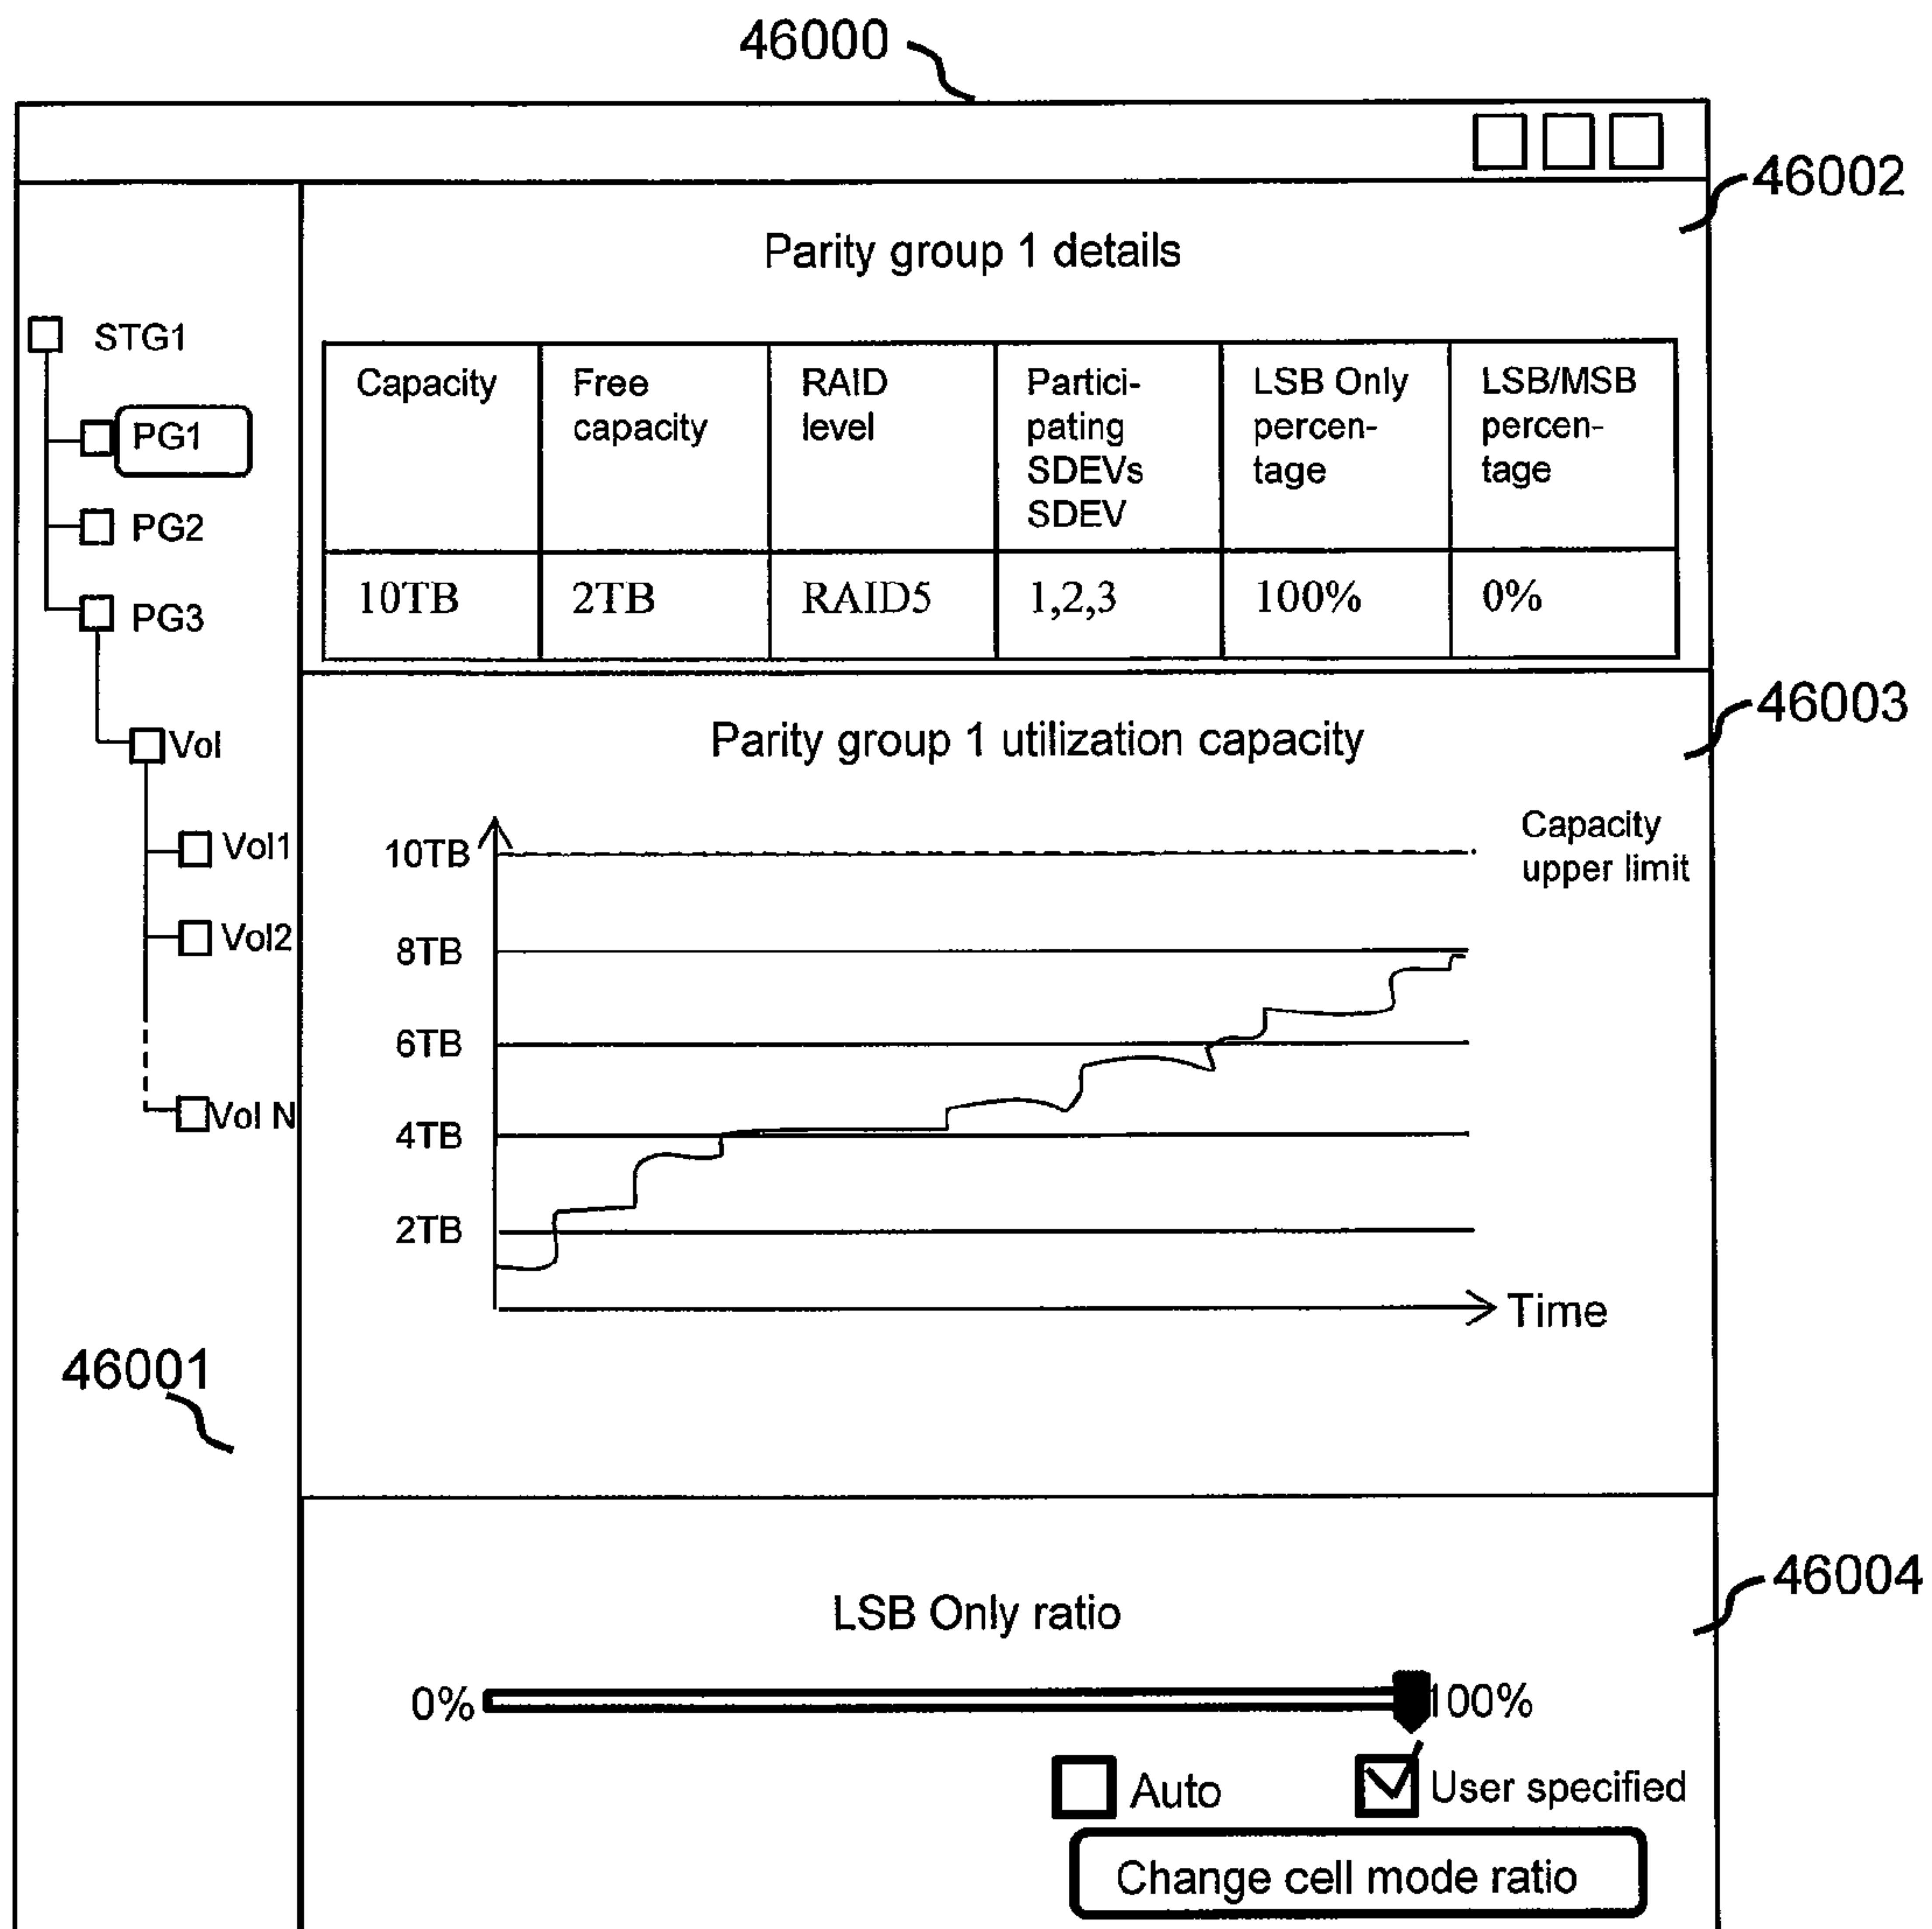 46000
46002
Parity group 1 details
STG1
PG1
PG2
PG3
Vol
Vol1
Vol2
Vol N
46001
Capacity
Free
capacity
RAID
level
Partici-
pating
SDEVs
SDEV
LSB Only
percen-
tage
LSB/MSB
percen-
tage
10TB
2TB
RAID5
1,2,3
100%
0%
46003
Parity group 1 utilization capacity
Capacity
upper limit
10TB
8TB
6TB
4TB
2TB
Time
46004
LSB Only ratio
0%
100%
Auto
User specified
Change cell mode ratio